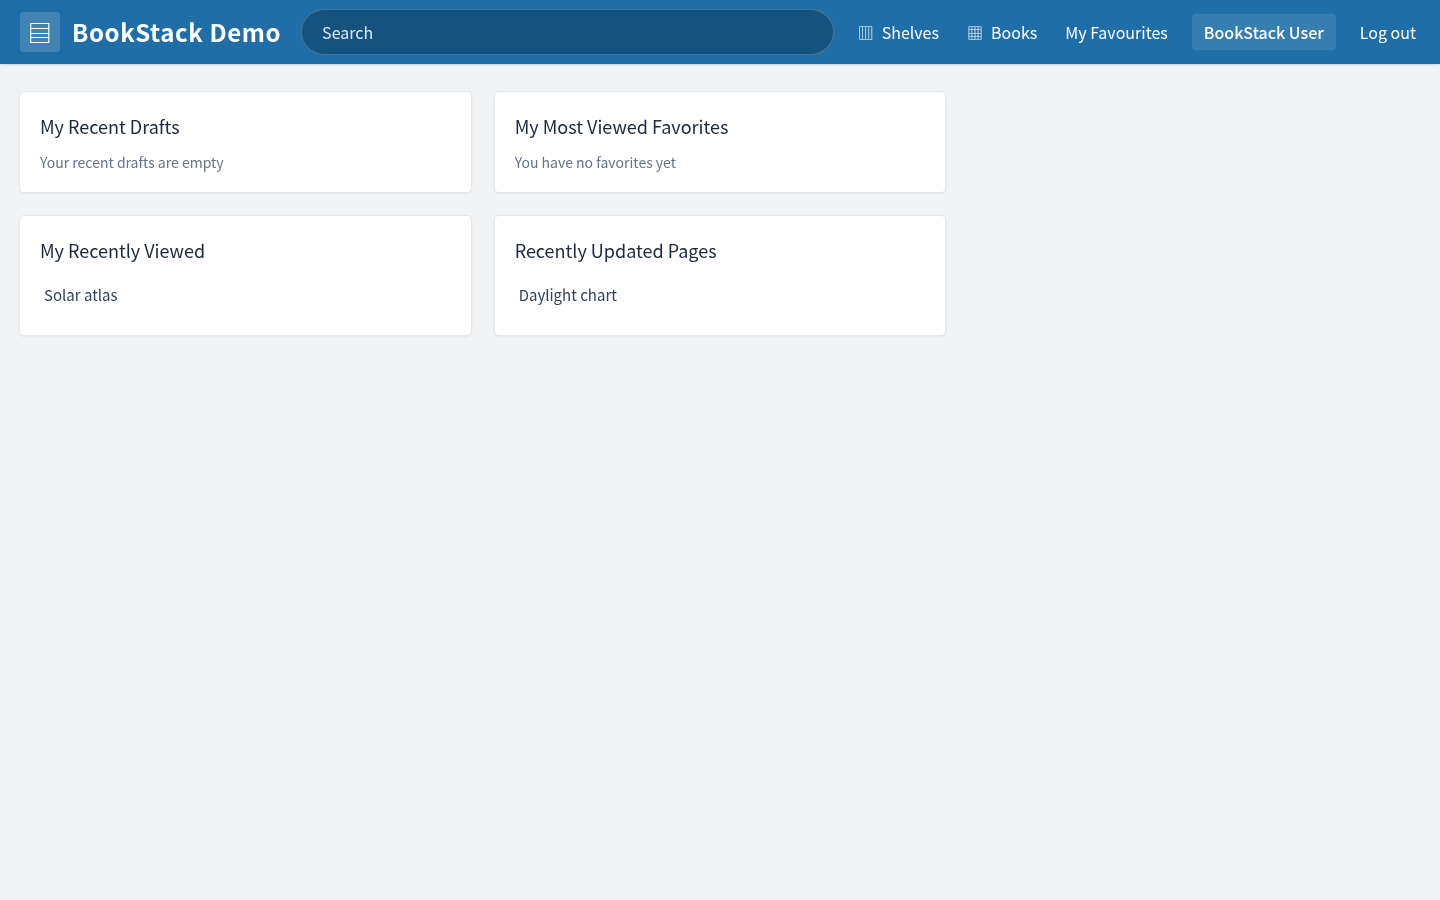 BookStack Demo
Search
Shelves
Books
My Favourites
BookStack User
Log out
My Recent Drafts
Your recent drafts are empty
My Most Viewed Favorites
You have no favorites yet
My Recently Viewed
Solar atlas
Recently Updated Pages
Daylight chart